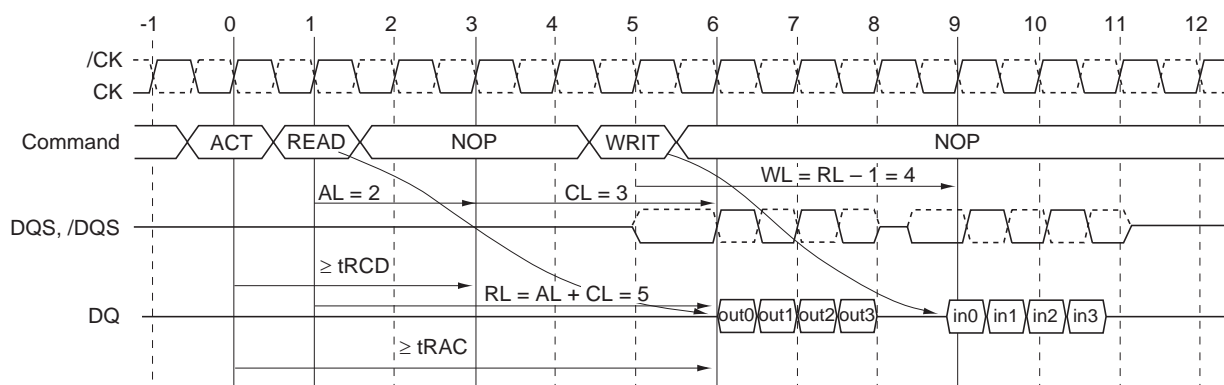 -1 0 1 2 3 4 5 6 7 8 9 10 11 12
/CK
CK
Command ACT READ NOP WRIT NOP
WL = RL – 1 = 4
AL = 2 CL = 3
DQS, /DQS
≥ tRCD
RL = AL + CL = 5
DQ out0 out1 out2 out3 in0 in1 in2 in3
≥ tRAC